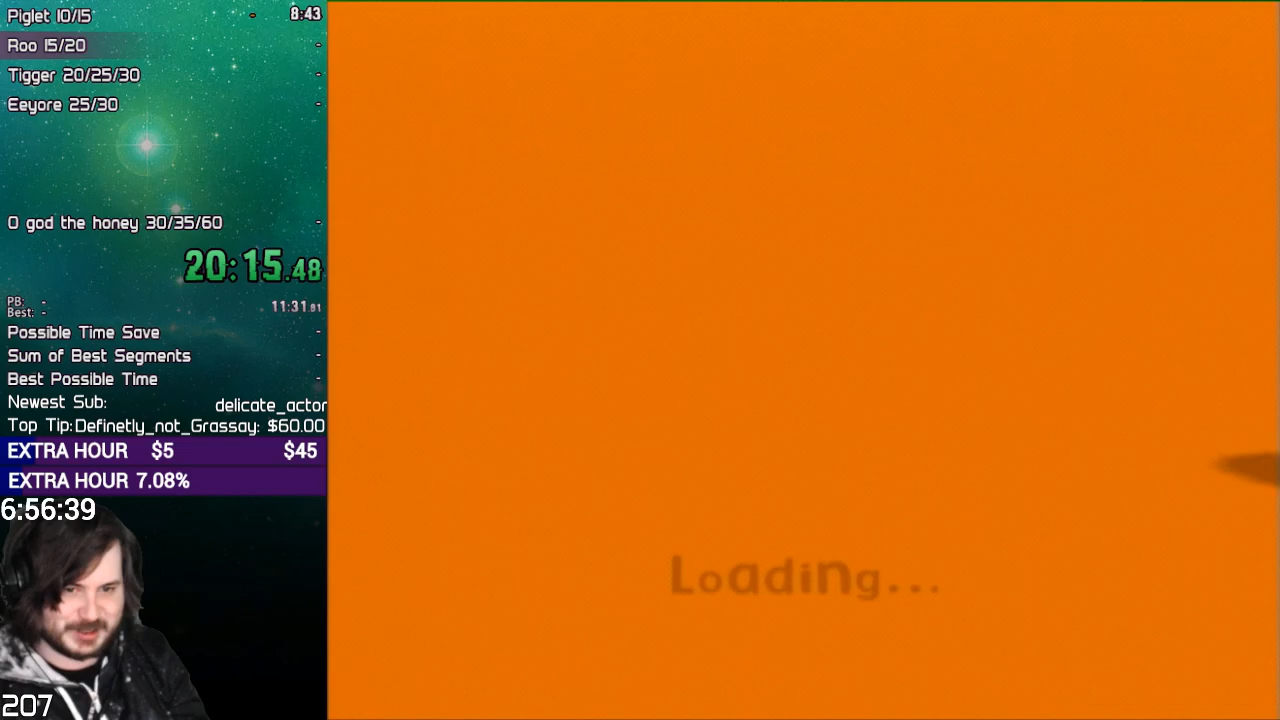 Piglet 10/15 - 8:43
Roo 15/20 -
Tigger 20/25/30 -
Eeyore 25/30 -
O god the honey 30/35/60 -
20:15.48
PB: - 11:31.81
Best: -
Possible Time Save -
Sum of Best Segments -
Best Possible Time -
Newest Sub: delicate_actor
Top Tip: Definetly_not_Grassay: $60.00
EXTRA HOUR $5 $45
EXTRA HOUR 7.08%
6:56:39
207
Loading...